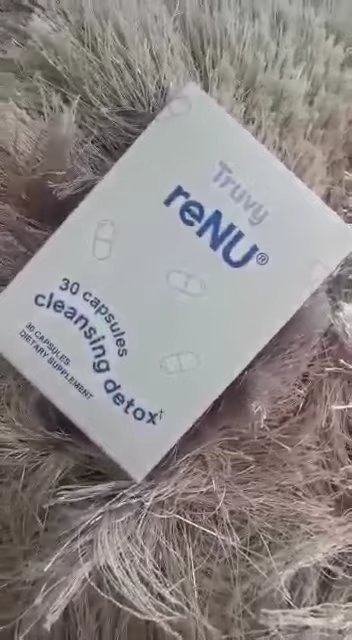 Truvy
reNU®
30 capsules
cleansing detox†
30 CAPSULES
DIETARY SUPPLEMENT